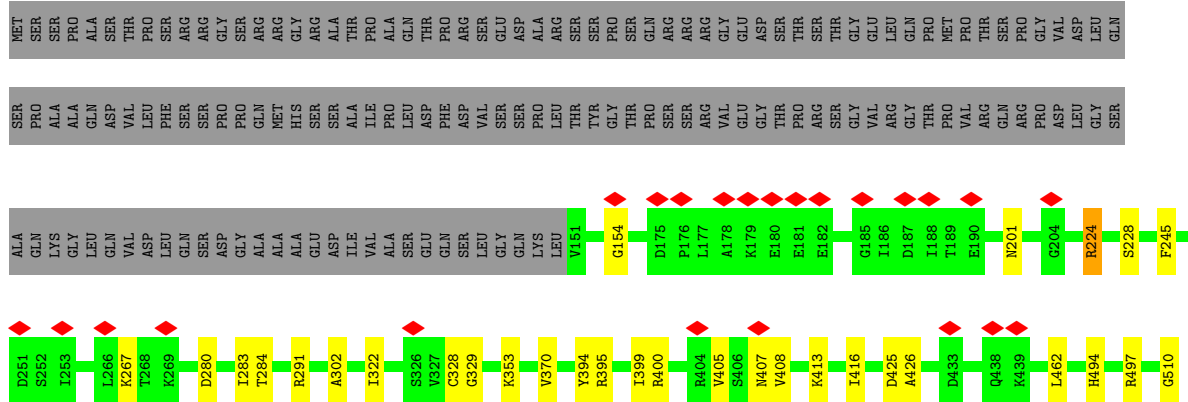 MET SER SER PRO ALA SER THR PRO SER ARG ARG GLY SER ARG ARG GLY ARG ALA THR PRO ALA GLN THR PRO ARG SER GLU ASP ALA ARG SER SER PRO SER GLN ARG ARG ARG GLY GLU ASP SER THR SER THR GLY GLU LEU GLN PRO MET PRO THR SER PRO GLY VAL ASP LEU GLN
SER PRO ALA ALA GLN ASP VAL LEU PHE SER SER PRO PRO GLN MET HIS SER SER ALA ILE PRO LEU ASP PHE ASP VAL SER SER PRO LEU THR TYR GLY THR PRO SER SER ARG VAL GLU GLY THR PRO ARG SER GLY VAL ARG GLY THR PRO VAL ARG GLN ARG PRO ASP LEU GLY SER
ALA GLN LYS GLY LEU GLN VAL ASP LEU GLN SER ASP GLY ALA ALA ALA GLU ASP ILE VAL ALA SER GLU GLN SER LEU GLY GLN LYS LEU V151 G154 D175 P176 L177 A178 K179 E180 E181 E182 G185 I186 D187 I188 T189 E190 N201 G204 R224 S228 F245
D251 S252 I253 L266 K267 T268 K269 D280 I283 T284 R291 A302 I322 S326 V327 C328 G329 K353 V370 Y394 R395 I399 R400 R404 V405 S406 N407 V408 K413 I416 D425 A426 D433 Q438 K439 L462 H494 R497 G510